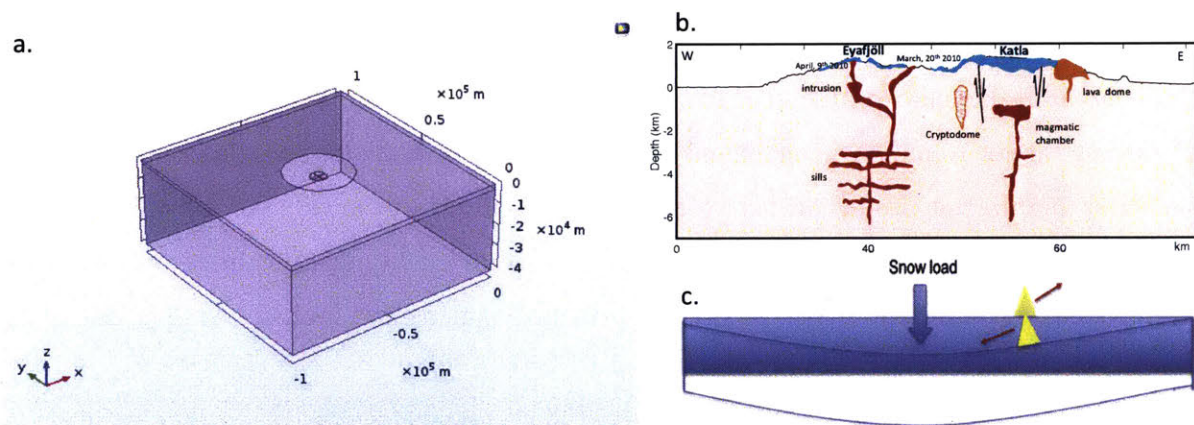 a.
1
×10⁵ m
0.5
0
0
-1
-2
-3
-4
×10⁴ m
0
-0.5
×10⁵ m
-1
z
y
x
b.
2
W
Eyafjöll
April, 9th 2010
March, 20th 2010
Katla
E
0
intrusion
lava dome
Cryptodome
magmatic
chamber
-2
Depth (km)
sills
-4
-6
0
40
60
km
Snow load
c.